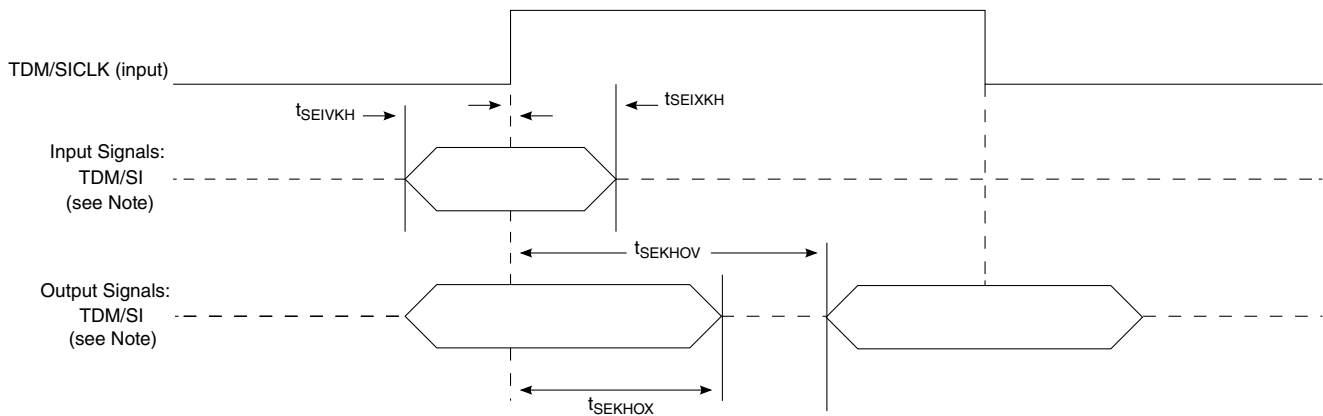 TDM/SICLK (input)
tSEIVKH
tSEIXKH
Input Signals:
TDM/SI
(see Note)
tSEKHOV
Output Signals:
TDM/SI
(see Note)
tSEKHOX